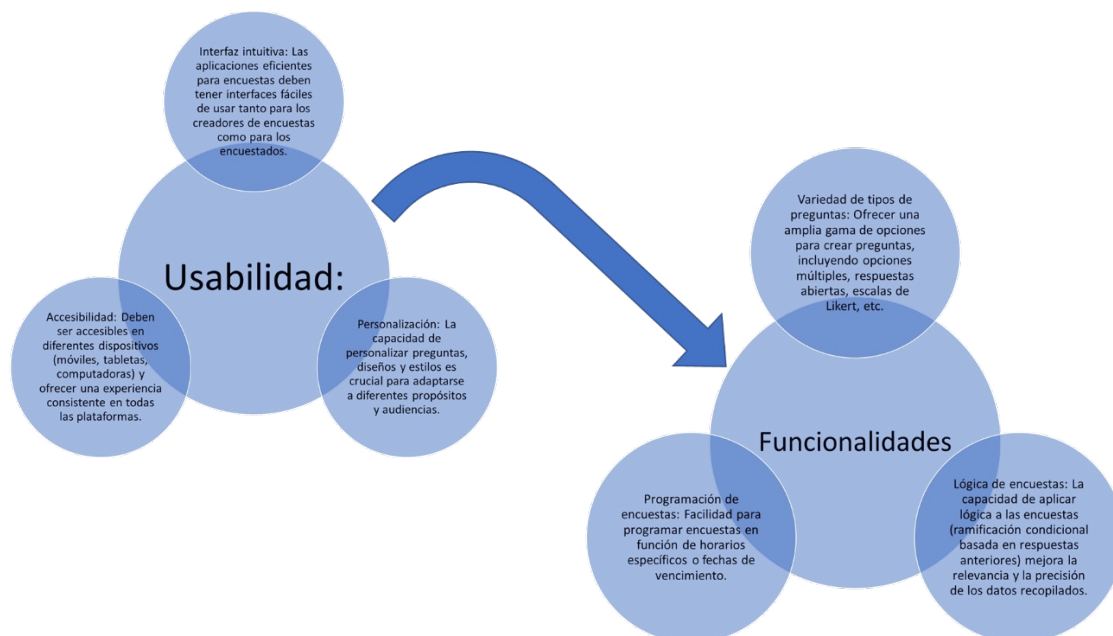 Interfaz intuitiva: Las
aplicaciones eficientes
para encuestas deben
tener interfaces fáciles
de usar tanto para los
creadores de encuestas
como para los
encuestados.
Usabilidad:
Accesibilidad: Deben
ser accesibles en
diferentes dispositivos
(móviles, tabletas,
computadoras) y
ofrecer una experiencia
consistente en todas
las plataformas.
Personalización: La
capacidad de
personalizar preguntas,
diseños y estilos es
crucial para adaptarse
a diferentes propósitos
y audiencias.
Variedad de tipos de
preguntas: Ofrecer una
amplia gama de opciones
para crear preguntas,
incluyendo opciones
múltiples, respuestas
abiertas, escalas de
Likert, etc.
Funcionalidades
Programación de
encuestas: Facilidad para
programar encuestas en
función de horarios
específicos o fechas de
vencimiento.
Lógica de encuestas: La
capacidad de aplicar
lógica a las encuestas
(ramificación condicional
basada en respuestas
anteriores) mejora la
relevancia y la precisión
de los datos recopilados.